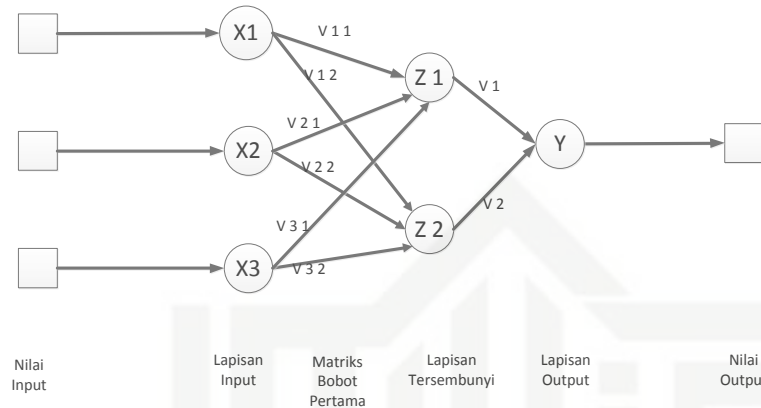 X1
V 1 1
V 1 2
Z 1
V 1
V 2 1
X2
Y
V 2 2
V 2
Z 2
V 3 1
X3
V 3 2
Nilai
Input
Lapisan
Input
Matriks
Bobot
Pertama
Lapisan
Tersembunyi
Lapisan
Output
Nilai
Output